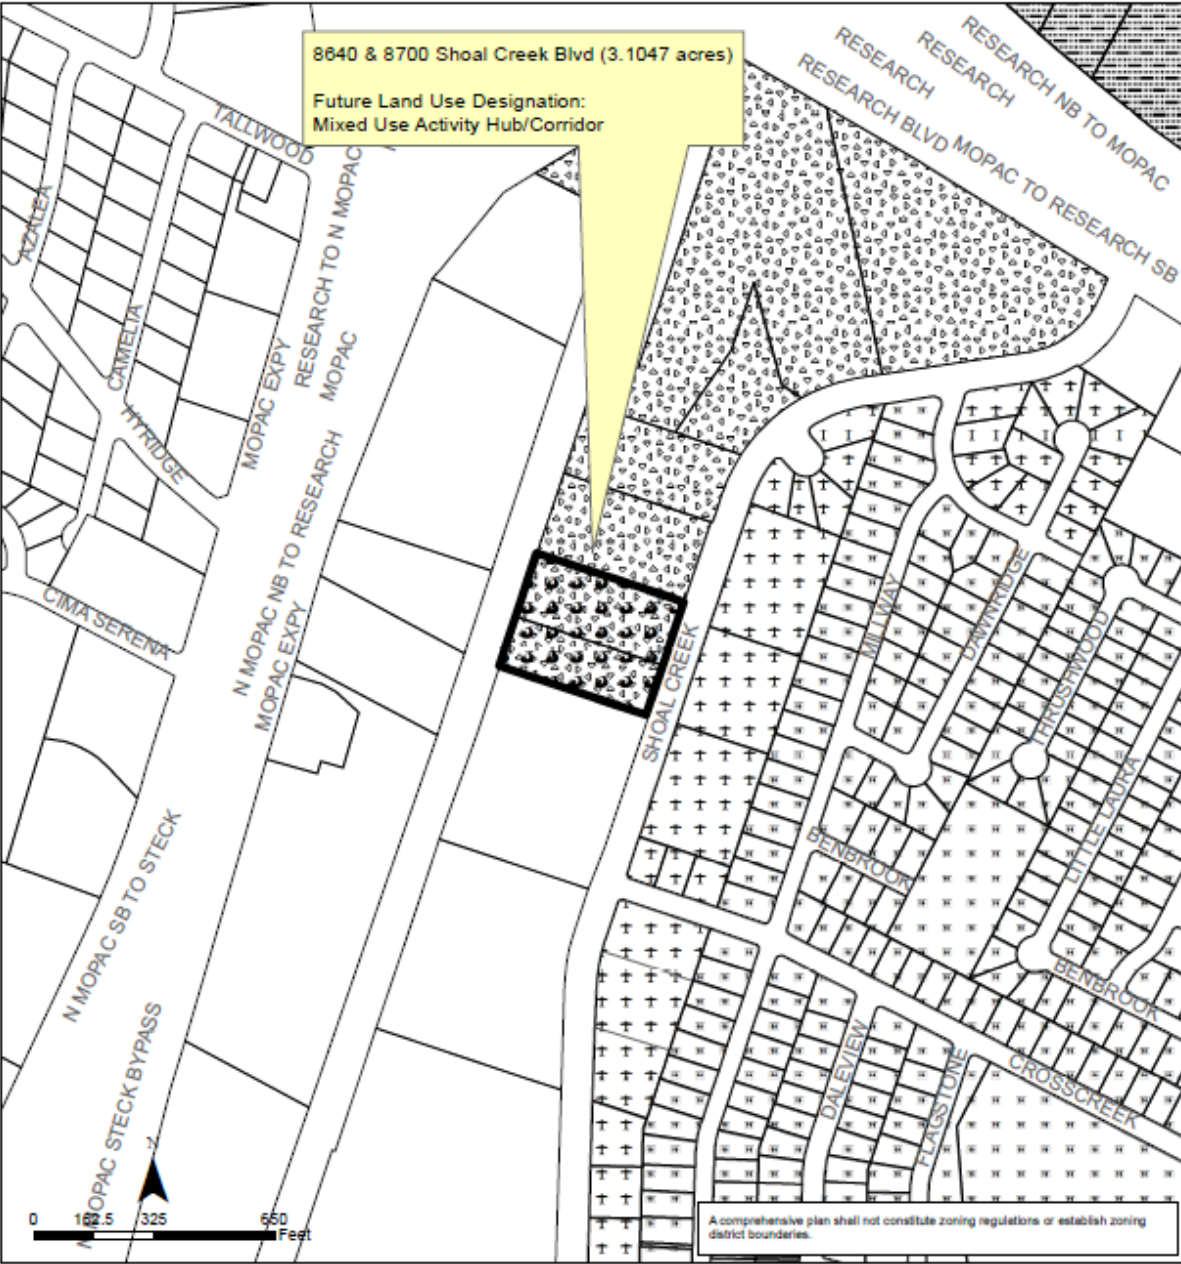 8640 & 8700 Shoal Creek Blvd (3.1047 acres)
Future Land Use Designation:
Mixed Use Activity Hub/Corridor
RESEARCH
RESEARCH
RESEARCH NB TO MOPAC
RESEARCH BLVD
MOPAC TO RESEARCH SB
TALLWOOD
AZALEA
CAMELIA
HYRIDGE
MOPAC EXPY
RESEARCH TO N MOPAC
MOPAC
N MOPAC NB TO RESEARCH
MOPAC EXPY
CIMA SERENA
SHOAL CREEK
MILLWAY
DAWNRIDGE
THRUSHWOOD
LITTLE LAURA
BENBROOK
BENBROOK
N MOPAC SB TO STECK
N MOPAC STECK BYPASS
DALEVIEW
FLAGSTONE
CROSSCREEK
N
0 162.5 325 650
Feet
A comprehensive plan shall not constitute zoning regulations or establish zoning
district boundaries.